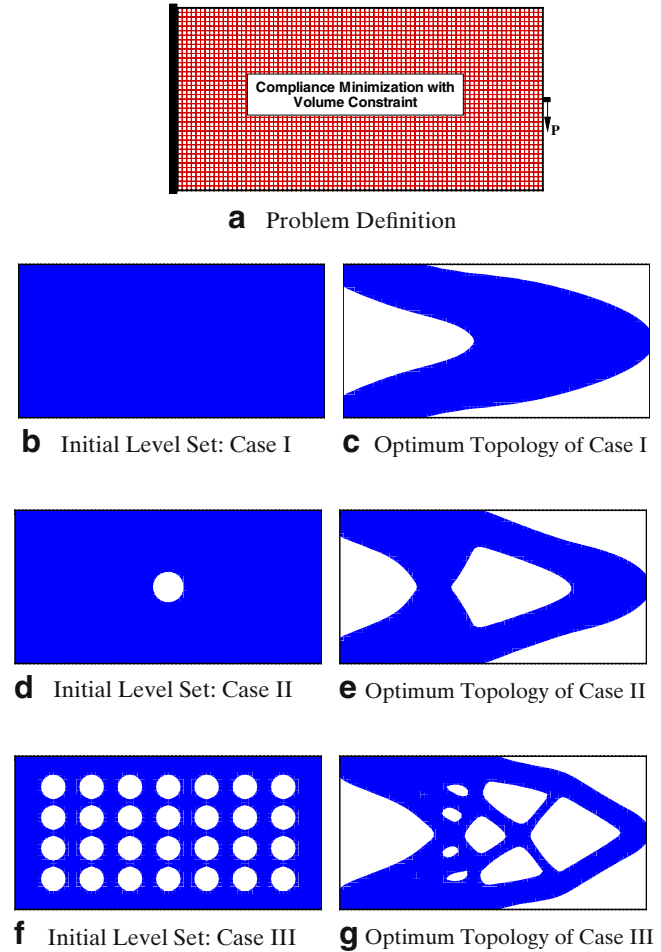 Compliance Minimization with
Volume Constraint
P
a Problem Definition
b Initial Level Set: Case I
c Optimum Topology of Case I
d Initial Level Set: Case II
e Optimum Topology of Case II
f Initial Level Set: Case III
g Optimum Topology of Case III